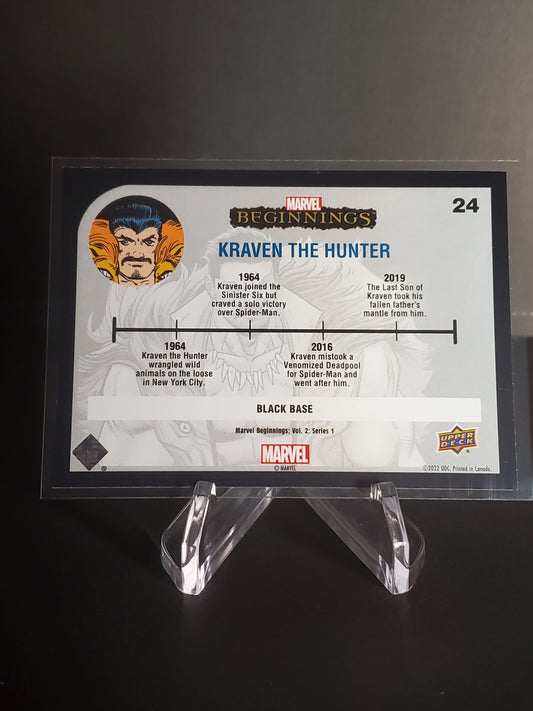 24
MARVEL
BEGINNINGS
KRAVEN THE HUNTER
1964
Kraven joined the
Sinister Six but
craved a solo victory
over Spider-Man.
2019
The Last Son of
Kraven took his
fallen father's
mantle from him.
1964
Kraven the Hunter
wrangled wild
animals on the loose
in New York City.
2016
Kraven mistook a
Venomized Deadpool
for Spider-Man and
went after him.
BLACK BASE
Marvel Beginnings: Vol. 2: Series 1
MARVEL
© MARVEL
UPPER
DECK
©2022 UDC. Printed in Canada.
®